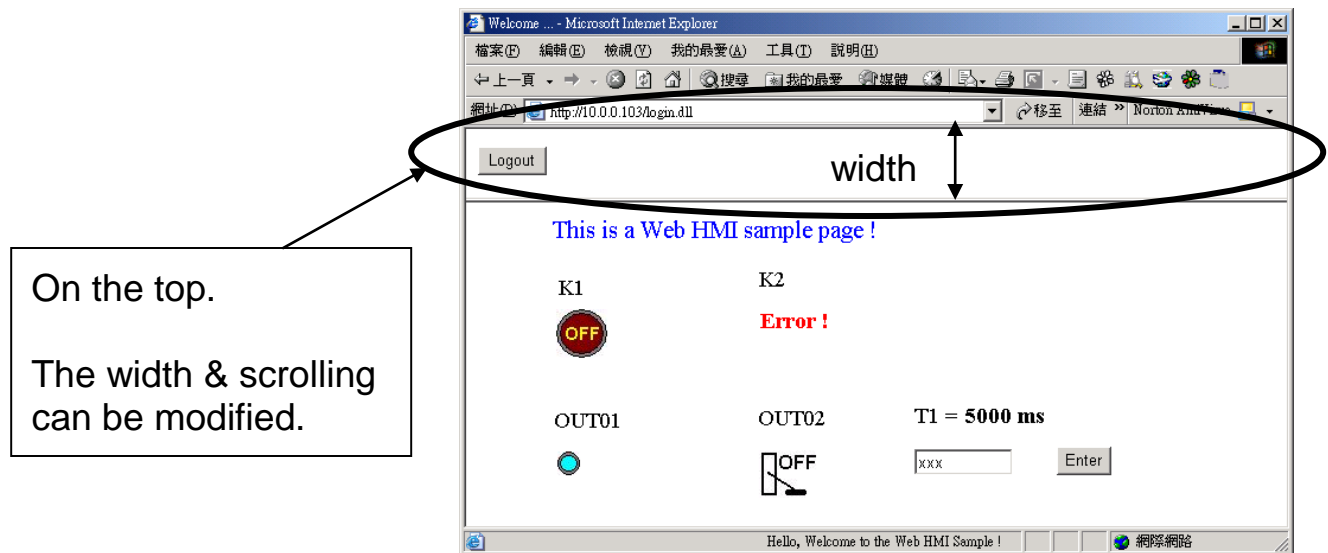 Welcome ... - Microsoft Internet Explorer
檔案(F) 編輯(E) 檢視(V) 我的最愛(A) 工具(T) 說明(H)
上一頁 搜尋 我的最愛 媒體
網址(D) http://10.0.0.103/login.dll 移至 連結 » Norton AntiVirus
Logout
width
This is a Web HMI sample page !
On the top.
The width & scrolling
can be modified.
K1 K2
OFF Error !
OUT01 OUT02 T1 = 5000 ms
OFF xxx Enter
Hello, Welcome to the Web HMI Sample ! 網際網路